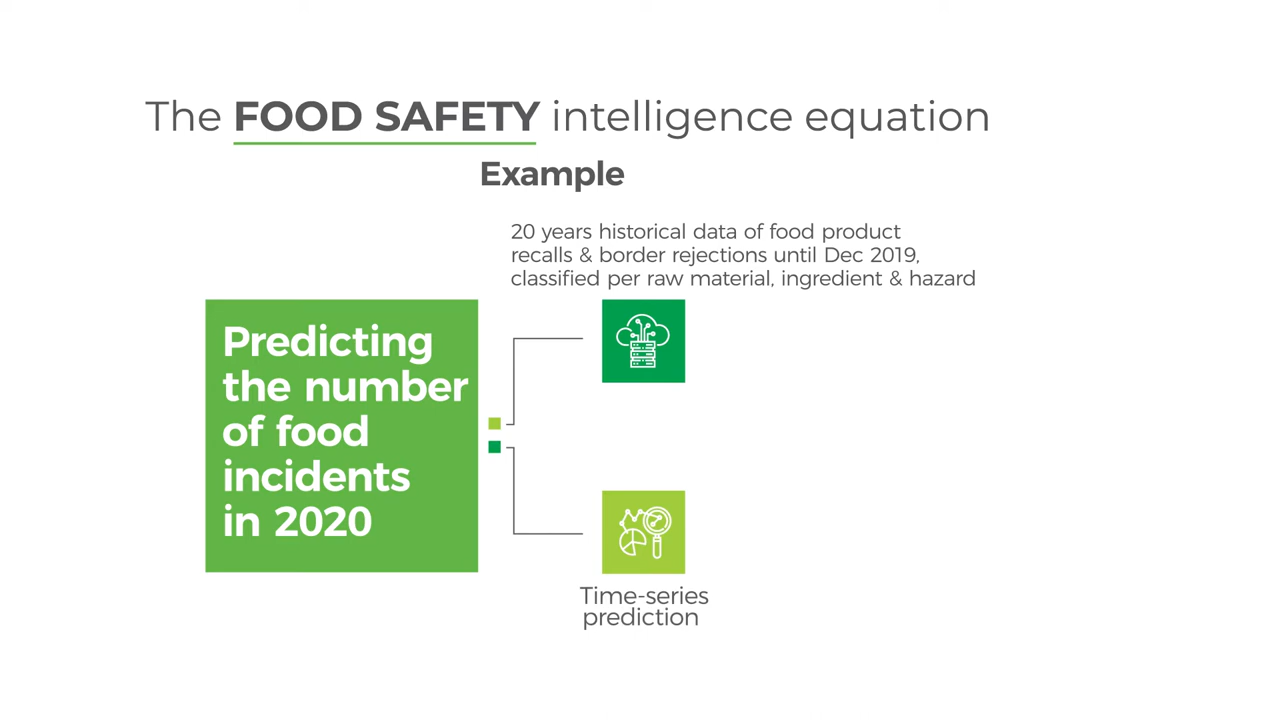 The FOOD SAFETY intelligence equation
Example
20 years historical data of food product
recalls & border rejections until Dec 2019,
classified per raw material, ingredient & hazard
Predicting
the number
of food
incidents
in 2020
Time-series
prediction